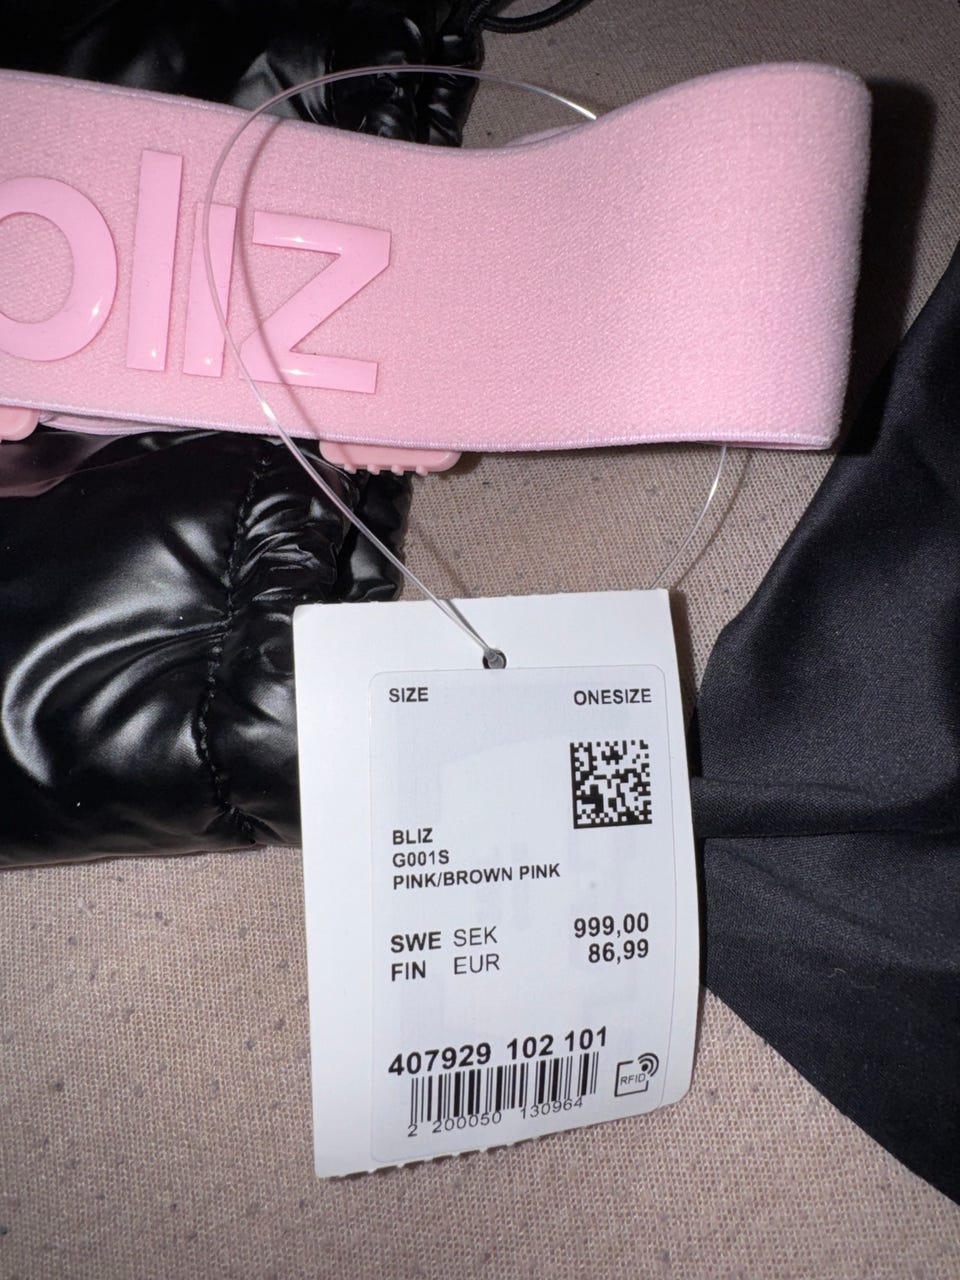 bliz
SIZE ONESIZE
BLIZ
G001S
PINK/BROWN PINK
SWE SEK 999,00
FIN EUR 86,99
407929 102 101
RFID
2 200050 130964